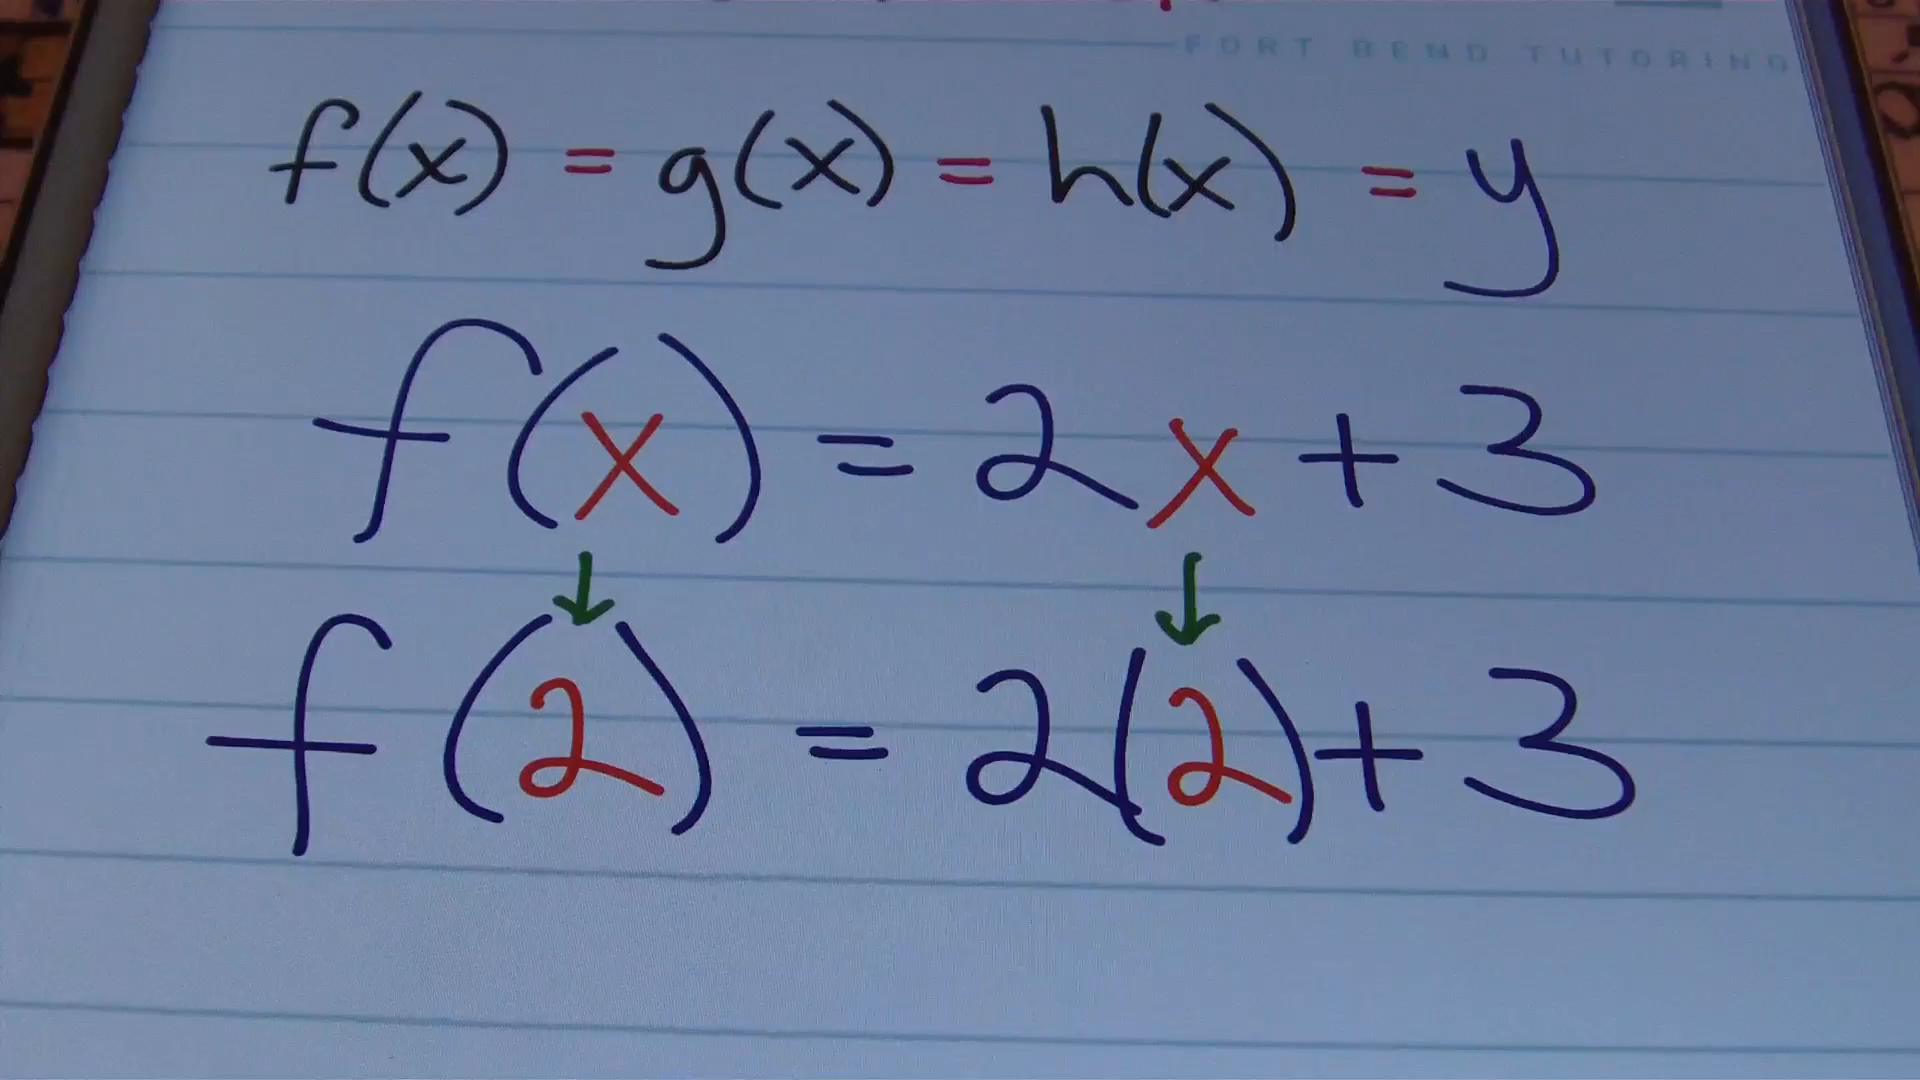 FORT BEND TUTORING
f(x) = g(x) = h(x) = y
f(x) = 2x + 3
↓ ↓
f(2) = 2(2) + 3